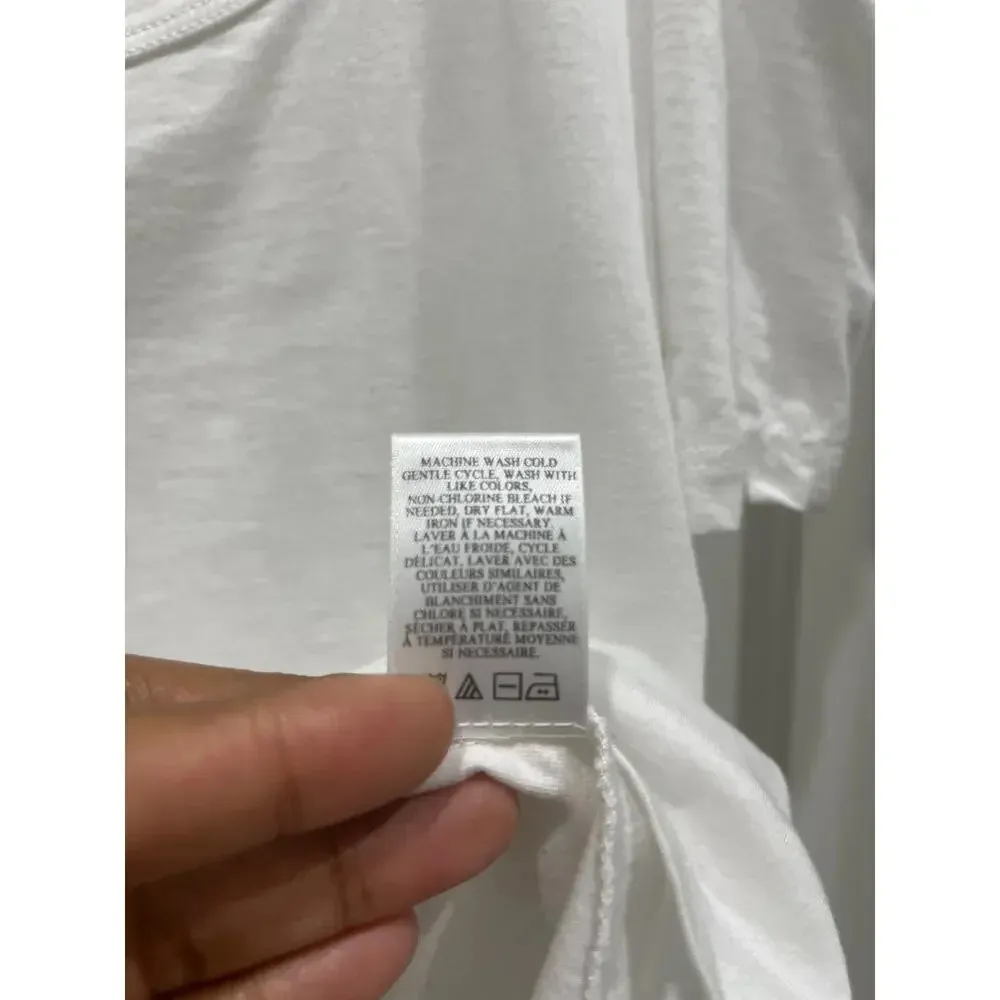 MACHINE WASH COLD
GENTLE CYCLE, WASH WITH
LIKE COLORS,
NON-CHLORINE BLEACH IF
NEEDED, DRY FLAT, WARM
IRON IF NECESSARY.
LAVER À LA MACHINE À
L'EAU FROIDE, CYCLE
DÉLICAT, LAVER AVEC DES
COULEURS SIMILAIRES,
UTILISER D'AGENT DE
BLANCHIMENT SANS
CHLORE SI NECESSAIRE,
SÉCHER À PLAT, REPASSER
À TEMPÉRATURE MOYENNE
SI NECESSAIRE.